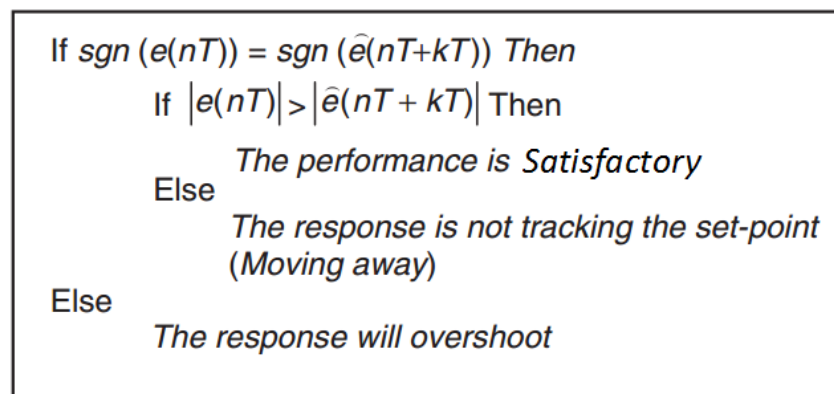 If sgn (e(nT)) = sgn (ê(nT+kT)) Then
If |e(nT)| > |ê(nT + kT)| Then
The performance is Satisfactory
Else
The response is not tracking the set-point
(Moving away)
Else
The response will overshoot